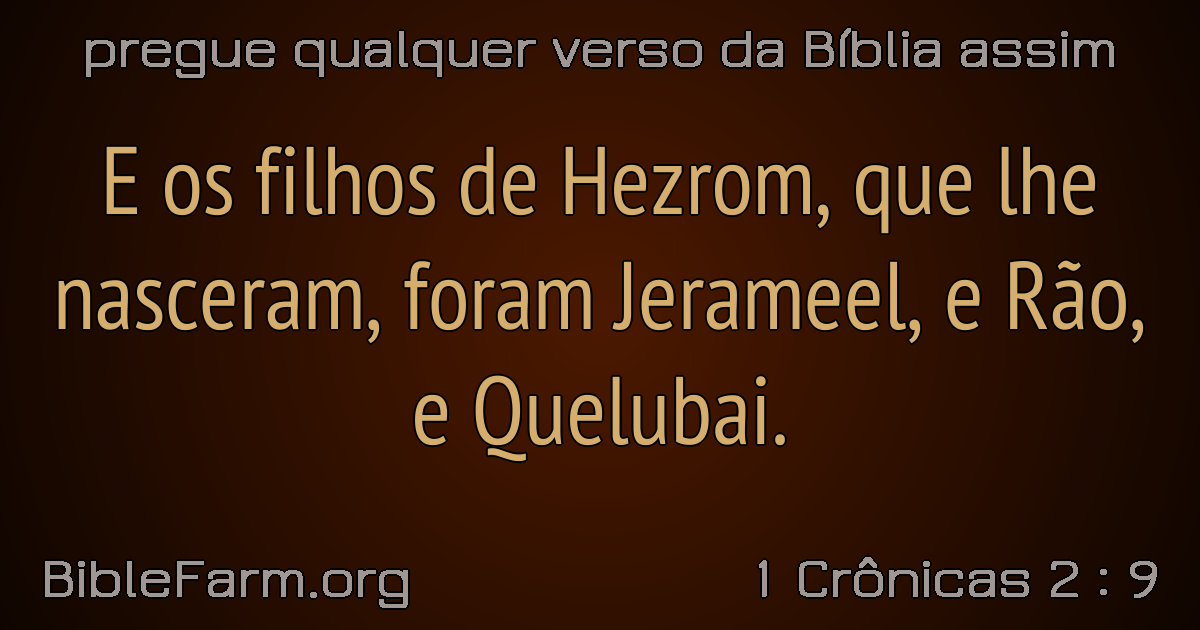 pregue qualquer verso da Bíblia assim
E os filhos de Hezrom, que lhe
nasceram, foram Jerameel, e Rão,
e Quelubai.
BibleFarm.org
1 Crônicas 2 : 9